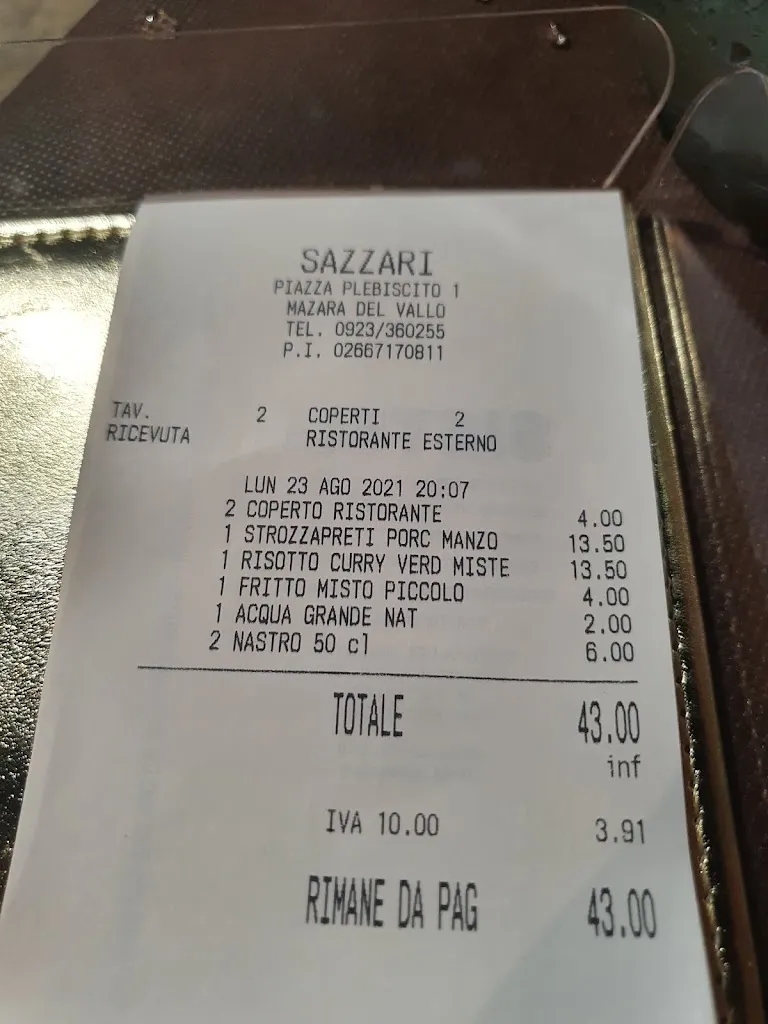 SAZZARI
PIAZZA PLEBISCITO 1
MAZARA DEL VALLO
TEL. 0923/360255
P.I. 02667170811
TAV. 2 COPERTI 2
RICEVUTA RISTORANTE ESTERNO
LUN 23 AGO 2021 20:07
2 COPERTO RISTORANTE 4.00
1 STROZZAPRETI PORC MANZO 13.50
1 RISOTTO CURRY VERD MISTE 13.50
1 FRITTO MISTO PICCOLO 4.00
1 ACQUA GRANDE NAT 2.00
2 NASTRO 50 cl 6.00
TOTALE 43.00
inf
IVA 10.00 3.91
RIMANE DA PAG 43.00